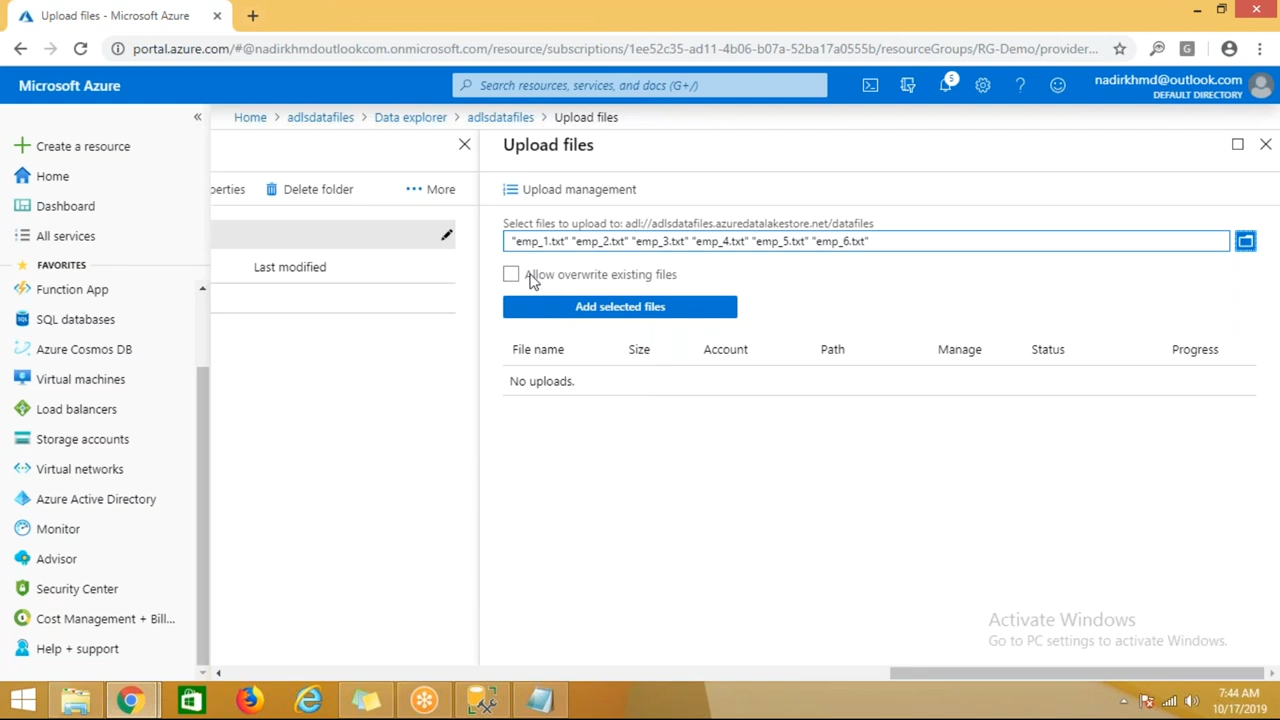 Upload files - Microsoft Azure
portal.azure.com/#@nadirkhmdoutlookcom.onmicrosoft.com/resource/subscriptions/1ee52c35-ad11-4b06-b07a-52ba17a0555b/resourceGroups/RG-Demo/provider...
Microsoft Azure
Search resources, services, and docs (G+/)
5
nadirkhmd@outlook.com
DEFAULT DIRECTORY
Create a resource
Home
Dashboard
All services
FAVORITES
Function App
SQL databases
Azure Cosmos DB
Virtual machines
Load balancers
Storage accounts
Virtual networks
Azure Active Directory
Monitor
Advisor
Security Center
Cost Management + Bill...
Help + support
Home > adlsdatafiles > Data explorer > adlsdatafiles > Upload files
perties
Delete folder
More
Last modified
Upload files
Upload management
Select files to upload to: adl://adlsdatafiles.azuredatalakestore.net/datafiles
"emp_1.txt" "emp_2.txt" "emp_3.txt" "emp_4.txt" "emp_5.txt" "emp_6.txt"
Allow overwrite existing files
Add selected files
File name Size Account Path Manage Status Progress
No uploads.
Activate Windows
Go to PC settings to activate Windows.
7:44 AM
10/17/2019